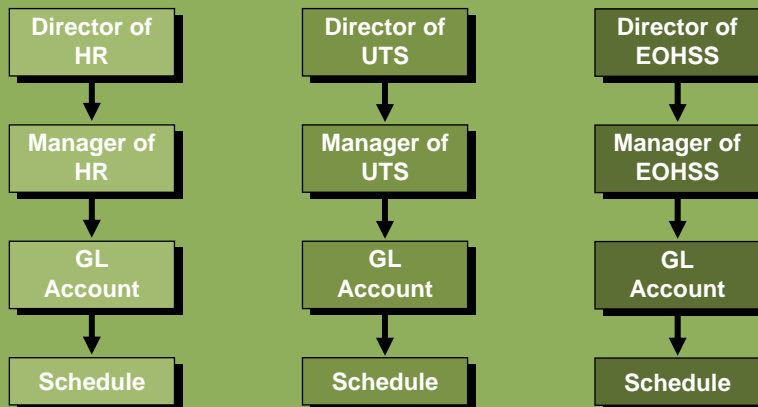 Director of
HR
Director of
UTS
Director of
EOHSS
Manager of
HR
Manager of
UTS
Manager of
EOHSS
GL
Account
GL
Account
GL
Account
Schedule
Schedule
Schedule